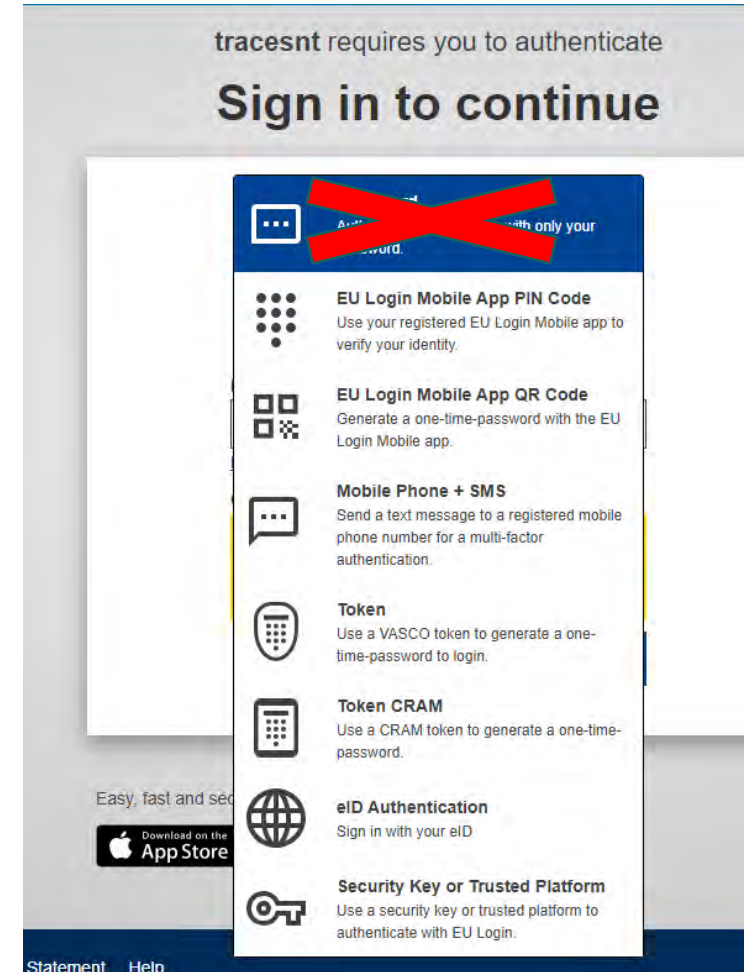 tracesnt requires you to authenticate
Sign in to continue
with only your
EU Login Mobile App PIN Code
Use your registered EU Login Mobile app to
verify your identity.
EU Login Mobile App QR Code
Generate a one-time-password with the EU
Login Mobile app.
Mobile Phone + SMS
Send a text message to a registered mobile
phone number for a multi-factor
authentication.
Token
Use a VASCO token to generate a one-
time-password to login.
Token CRAM
Use a CRAM token to generate a one-time-
password.
eID Authentication
Sign in with your eID
Security Key or Trusted Platform
Use a security key or trusted platform to
authenticate with EU Login.
Easy, fast and
Download on the
App Store
Statement Help